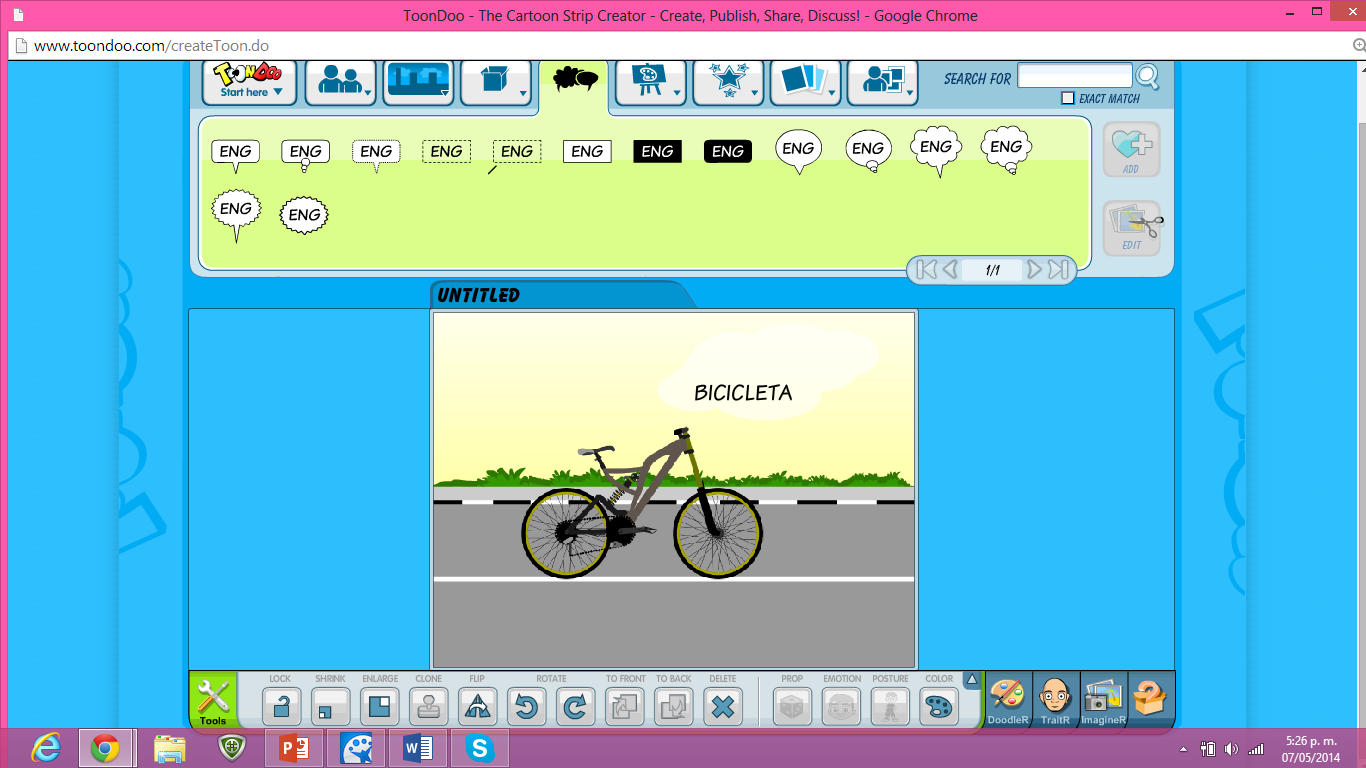 ToonDoo - The Cartoon Strip Creator - Create, Publish, Share, Discuss! - Google Chrome
www.toondoo.com/createToon.do
TOONDOO
Start here
SEARCH FOR
EXACT MATCH
ENG ENG ENG ENG ENG ENG ENG ENG ENG ENG ENG ENG
ENG ENG
ADD
EDIT
1/1
UNTITLED
BICICLETA
LOCK SHRINK ENLARGE CLONE FLIP ROTATE TO FRONT TO BACK DELETE PROP EMOTION POSTURE COLOR
Tools DoodleR TraitR ImagineR
5:26 p. m.
07/05/2014